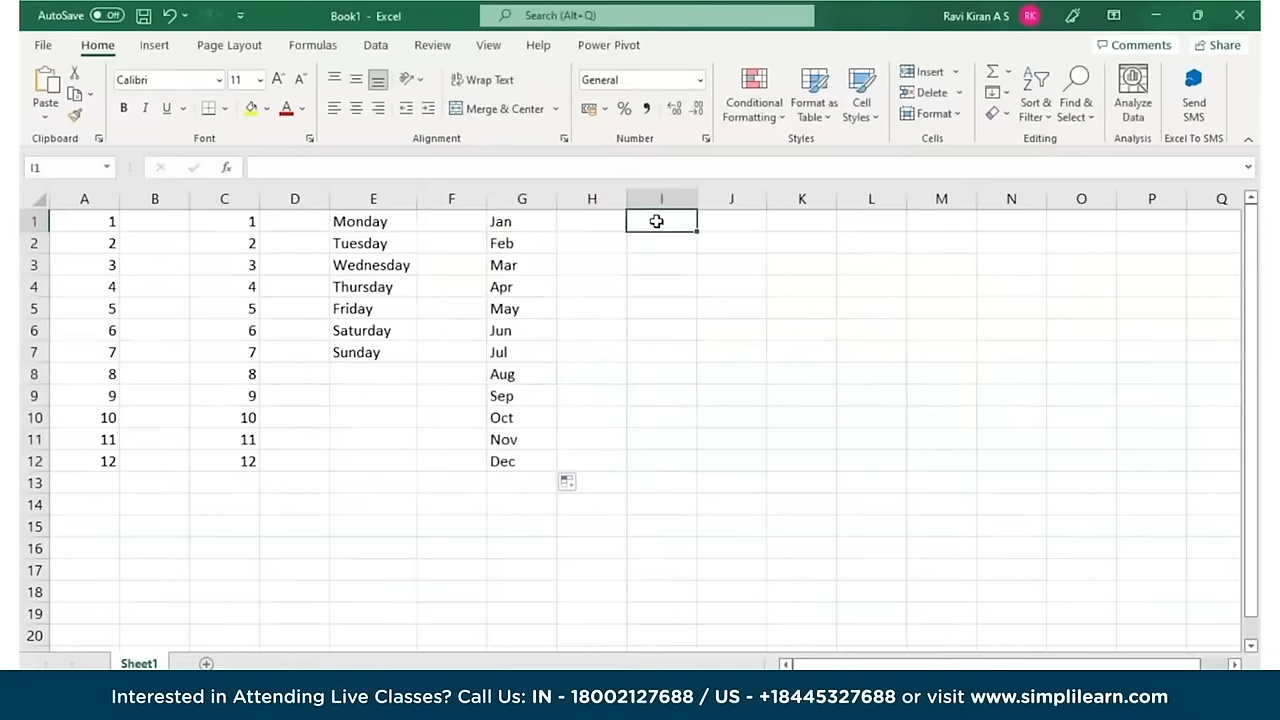 AutoSave Off Book1 - Excel Search (Alt+Q) Ravi Kiran A S RK
File Home Insert Page Layout Formulas Data Review View Help Power Pivot Comments Share
Paste Calibri 11 A A Wrap Text General Conditional Formatting Format as Table Cell Styles Insert Sort & Filter Find & Select Analyze Data Send SMS
Delete
B I U A Merge & Center % , Format
Clipboard Font Alignment Number Styles Cells Editing Analysis Excel To SMS
I1 fx
A B C D E F G H I J K L M N O P Q
1 1 1 Monday Jan
2 2 2 Tuesday Feb
3 3 3 Wednesday Mar
4 4 4 Thursday Apr
5 5 5 Friday May
6 6 6 Saturday Jun
7 7 7 Sunday Jul
8 8 8 Aug
9 9 9 Sep
10 10 10 Oct
11 11 11 Nov
12 12 12 Dec
13
14
15
16
17
18
19
20
Sheet1
Interested in Attending Live Classes? Call Us: IN - 18002127688 / US - +18445327688 or visit www.simplilearn.com